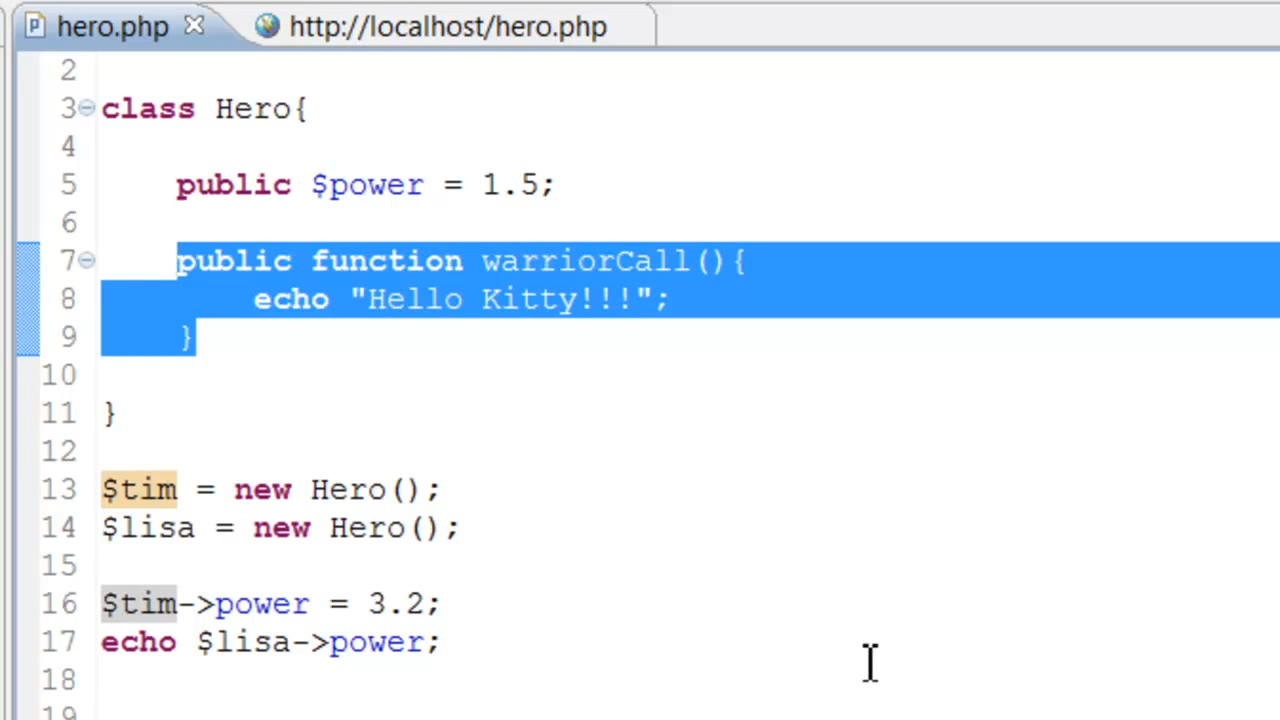 hero.php http://localhost/hero.php
2
3 class Hero{
4
5 public $power = 1.5;
6
7 public function warriorCall(){
8 echo "Hello Kitty!!!";
9 }
10
11 }
12
13 $tim = new Hero();
14 $lisa = new Hero();
15
16 $tim->power = 3.2;
17 echo $lisa->power;
18
19